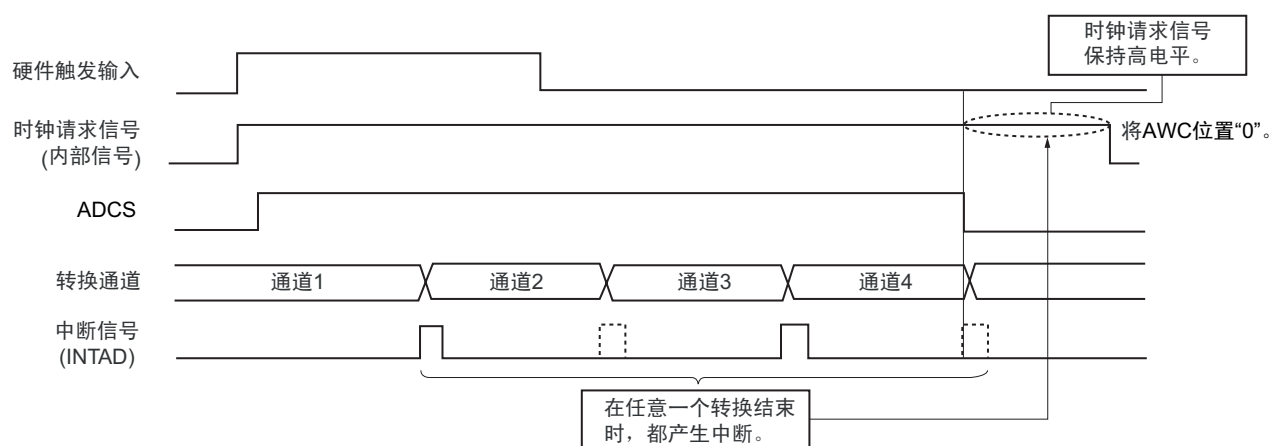 时钟请求信号
保持高电平。
硬件触发输入
时钟请求信号
(内部信号)
将AWC位置“0”。
ADCS
转换通道
通道1
通道2
通道3
通道4
中断信号
(INTAD)
在任意一个转换结束
时，都产生中断。